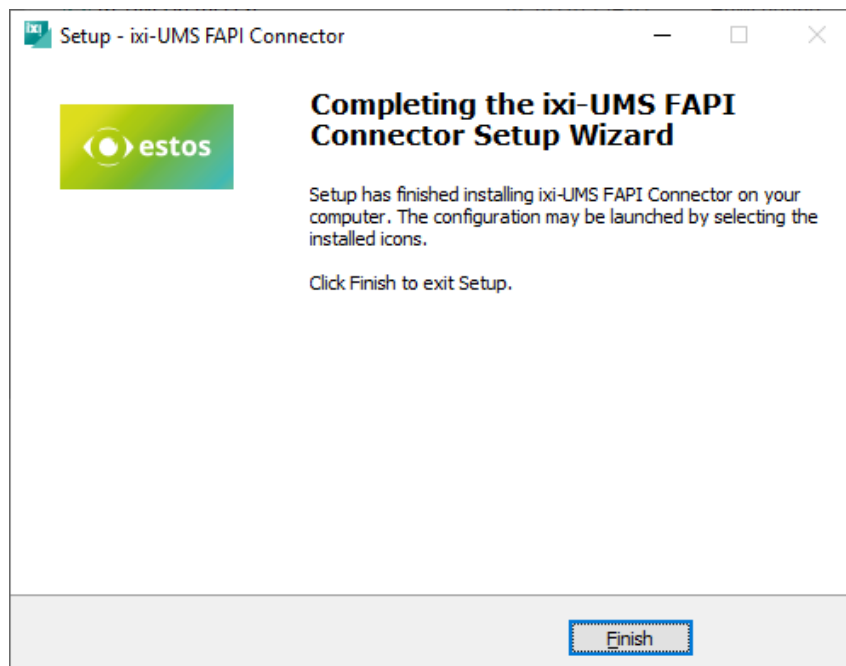 ixi
Setup - ixi-UMS FAPI Connector
estos
Completing the ixi-UMS FAPI
Connector Setup Wizard
Setup has finished installing ixi-UMS FAPI Connector on your
computer. The configuration may be launched by selecting the
installed icons.
Click Finish to exit Setup.
Finish